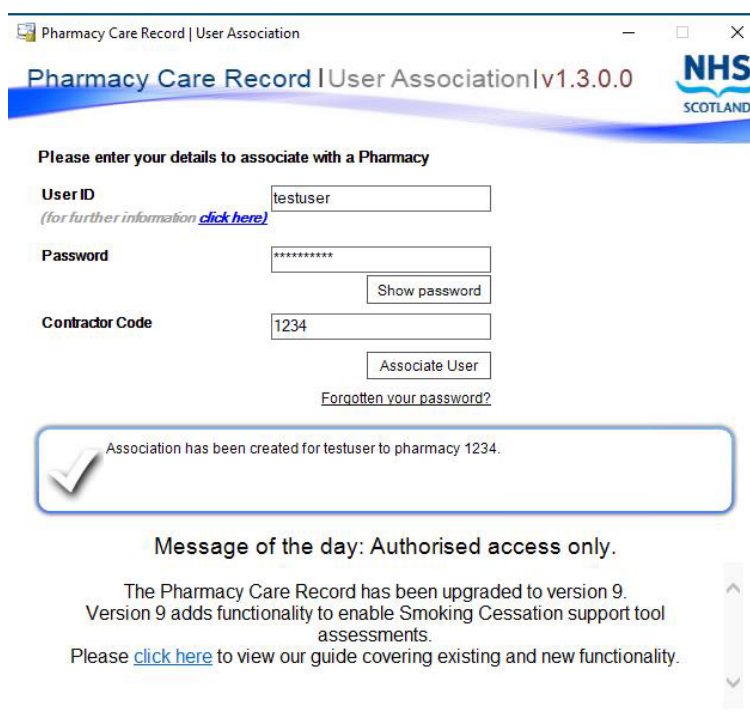 Pharmacy Care Record | User Association
Pharmacy Care Record | User Association | v1.3.0.0
NHS
SCOTLAND
Please enter your details to associate with a Pharmacy
User ID
testuser
(for further information click here)
Password
**********
Show password
Contractor Code
1234
Associate User
Forgotten your password?
Association has been created for testuser to pharmacy 1234.
Message of the day: Authorised access only.
The Pharmacy Care Record has been upgraded to version 9.
Version 9 adds functionality to enable Smoking Cessation support tool
assessments.
Please click here to view our guide covering existing and new functionality.